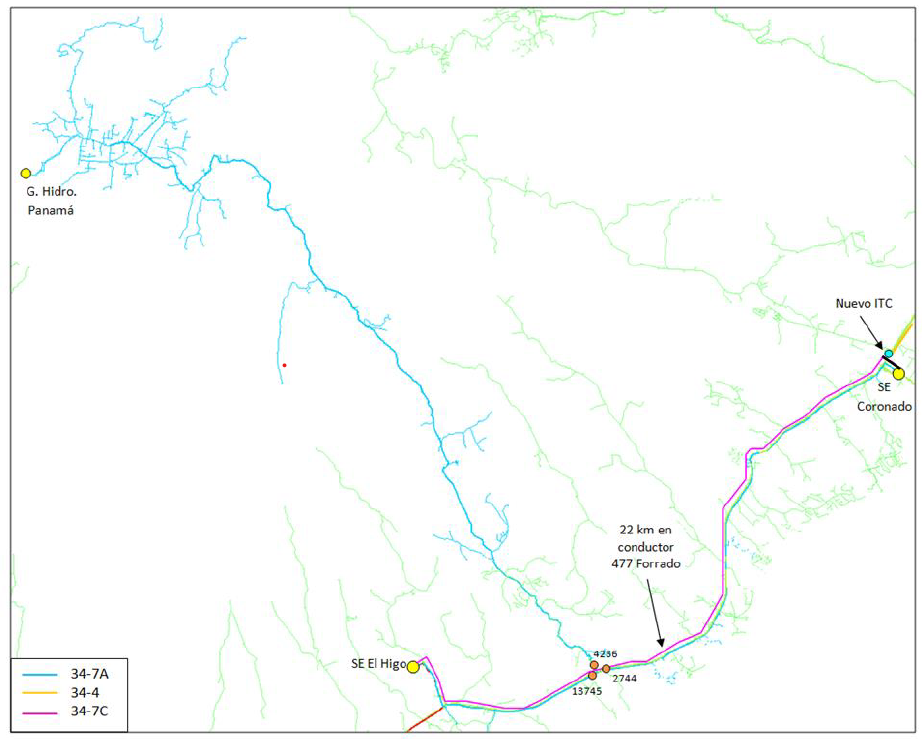 G. Hidro.
Panamá
Nuevo ITC
SE
Coronado
22 km en
conductor
477 Forrado
SE El Higo
4236
2744
13745
34-7A
34-4
34-7C